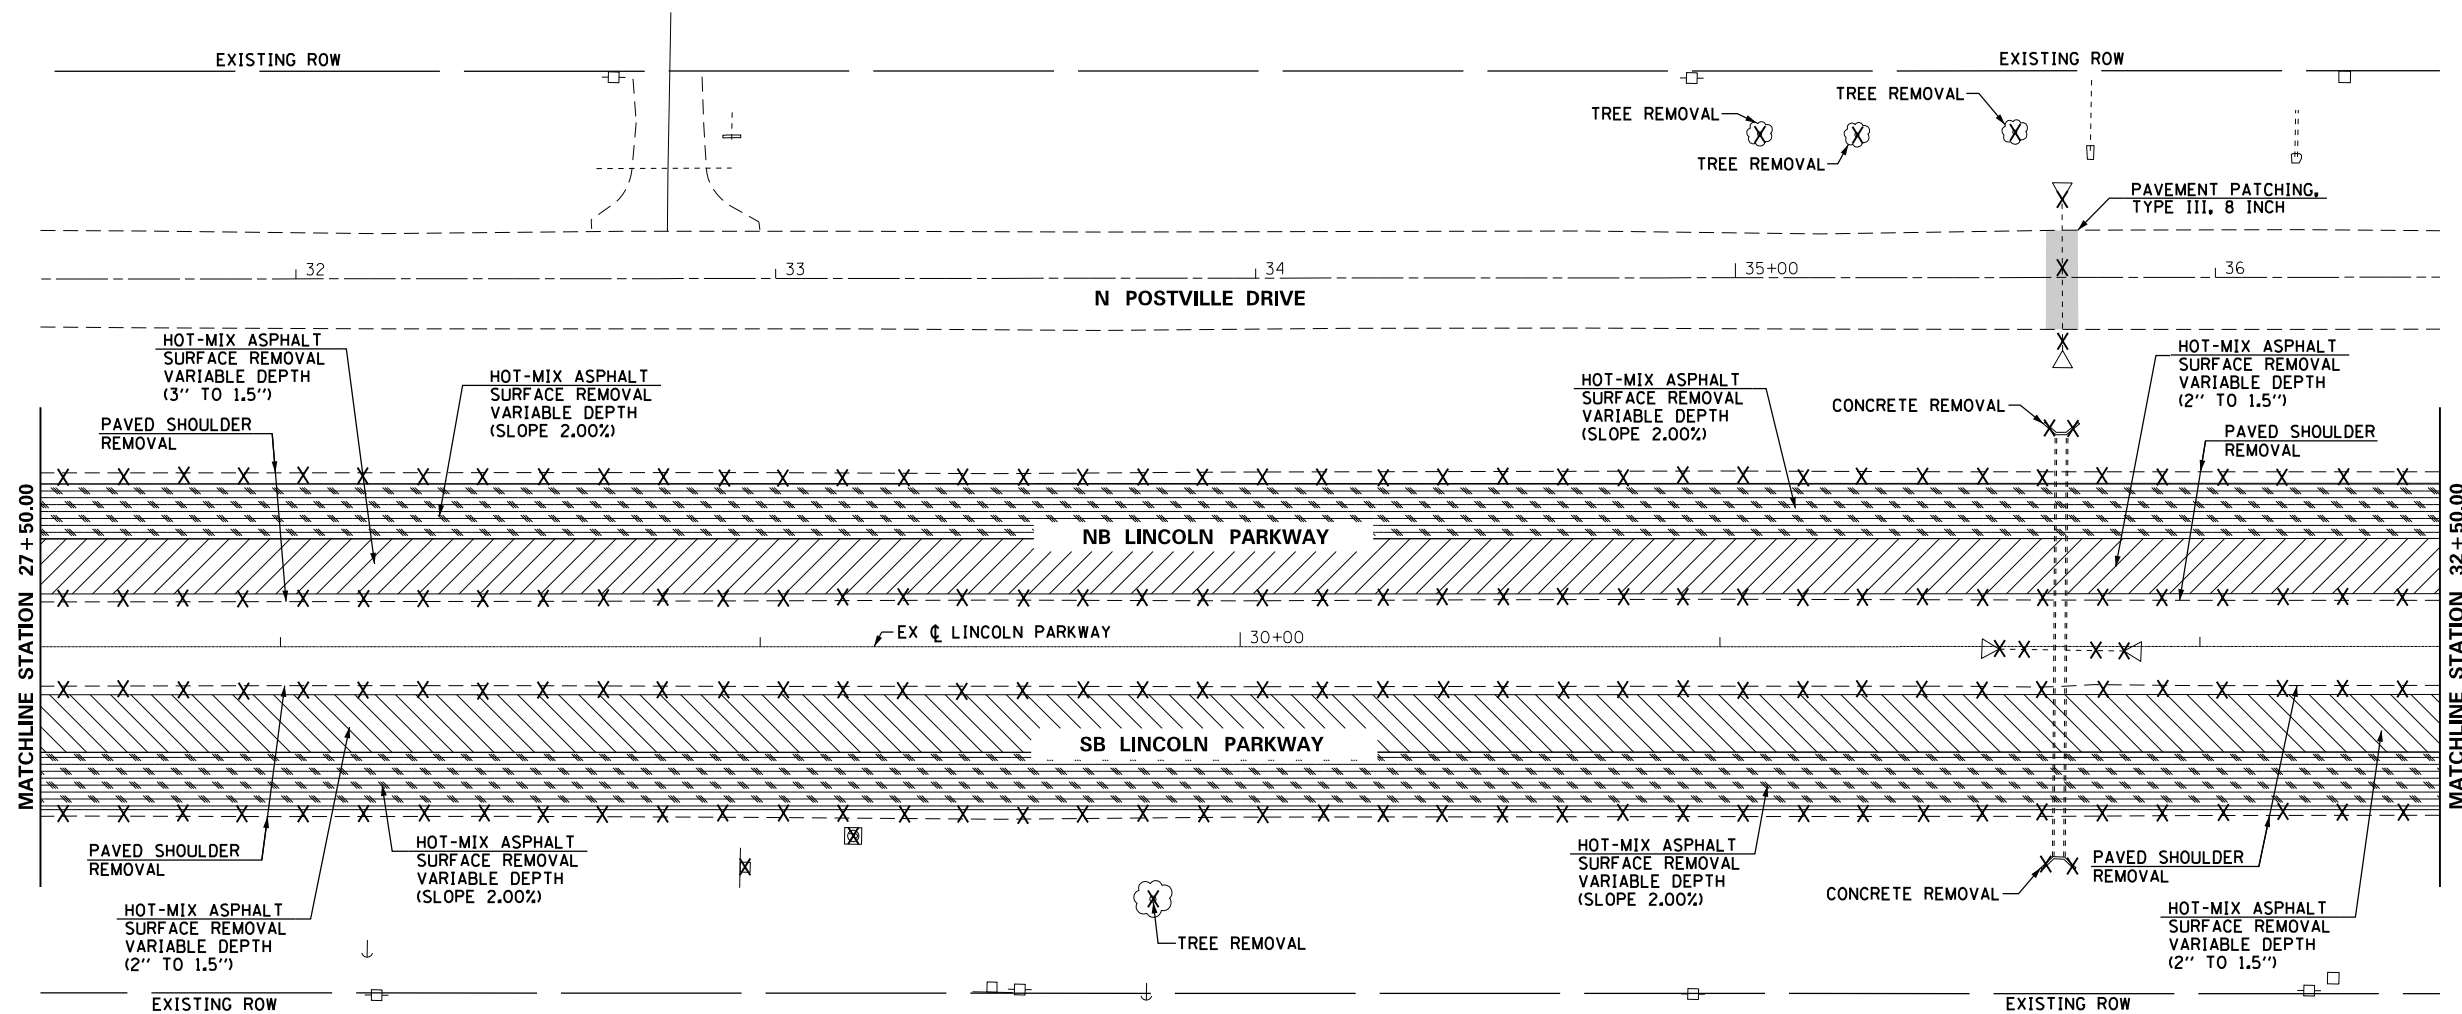 EXISTING ROW
EXISTING ROW
TREE REMOVAL
TREE REMOVAL
TREE REMOVAL
PAVEMENT PATCHING,
TYPE III, 8 INCH
32
33
34
35+00
36
N POSTVILLE DRIVE
HOT-MIX ASPHALT
SURFACE REMOVAL
VARIABLE DEPTH
(3" TO 1.5")
HOT-MIX ASPHALT
SURFACE REMOVAL
VARIABLE DEPTH
(SLOPE 2.00%)
HOT-MIX ASPHALT
SURFACE REMOVAL
VARIABLE DEPTH
(SLOPE 2.00%)
HOT-MIX ASPHALT
SURFACE REMOVAL
VARIABLE DEPTH
(2" TO 1.5")
PAVED SHOULDER
REMOVAL
CONCRETE REMOVAL
PAVED SHOULDER
REMOVAL
MATCHLINE STATION 27+50.00
NB LINCOLN PARKWAY
MATCHLINE STATION 32+50.00
EX ℄ LINCOLN PARKWAY
30+00
SB LINCOLN PARKWAY
PAVED SHOULDER
REMOVAL
HOT-MIX ASPHALT
SURFACE REMOVAL
VARIABLE DEPTH
(SLOPE 2.00%)
HOT-MIX ASPHALT
SURFACE REMOVAL
VARIABLE DEPTH
(SLOPE 2.00%)
PAVED SHOULDER
REMOVAL
CONCRETE REMOVAL
HOT-MIX ASPHALT
SURFACE REMOVAL
VARIABLE DEPTH
(2" TO 1.5")
TREE REMOVAL
HOT-MIX ASPHALT
SURFACE REMOVAL
VARIABLE DEPTH
(2" TO 1.5")
EXISTING ROW
EXISTING ROW